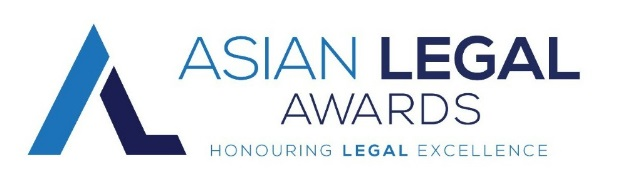 ASIAN LEGAL
AWARDS
HONOURING LEGAL EXCELLENCE